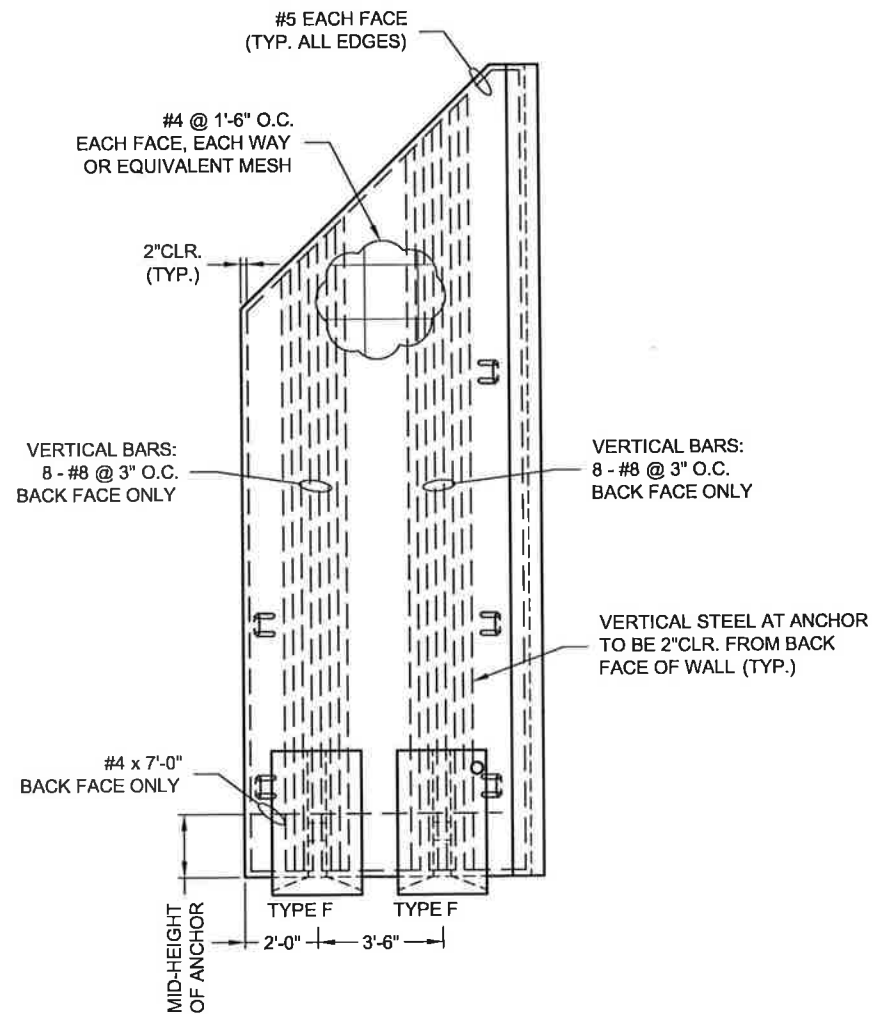 #5 EACH FACE
(TYP. ALL EDGES)
#4 @ 1'-6" O.C.
EACH FACE, EACH WAY
OR EQUIVALENT MESH
2"CLR.
(TYP.)
VERTICAL BARS:
8 - #8 @ 3" O.C.
BACK FACE ONLY
VERTICAL BARS:
8 - #8 @ 3" O.C.
BACK FACE ONLY
VERTICAL STEEL AT ANCHOR
TO BE 2"CLR. FROM BACK
FACE OF WALL (TYP.)
#4 x 7'-0"
BACK FACE ONLY
MID-HEIGHT
OF ANCHOR
TYPE F
TYPE F
2'-0"
3'-6"